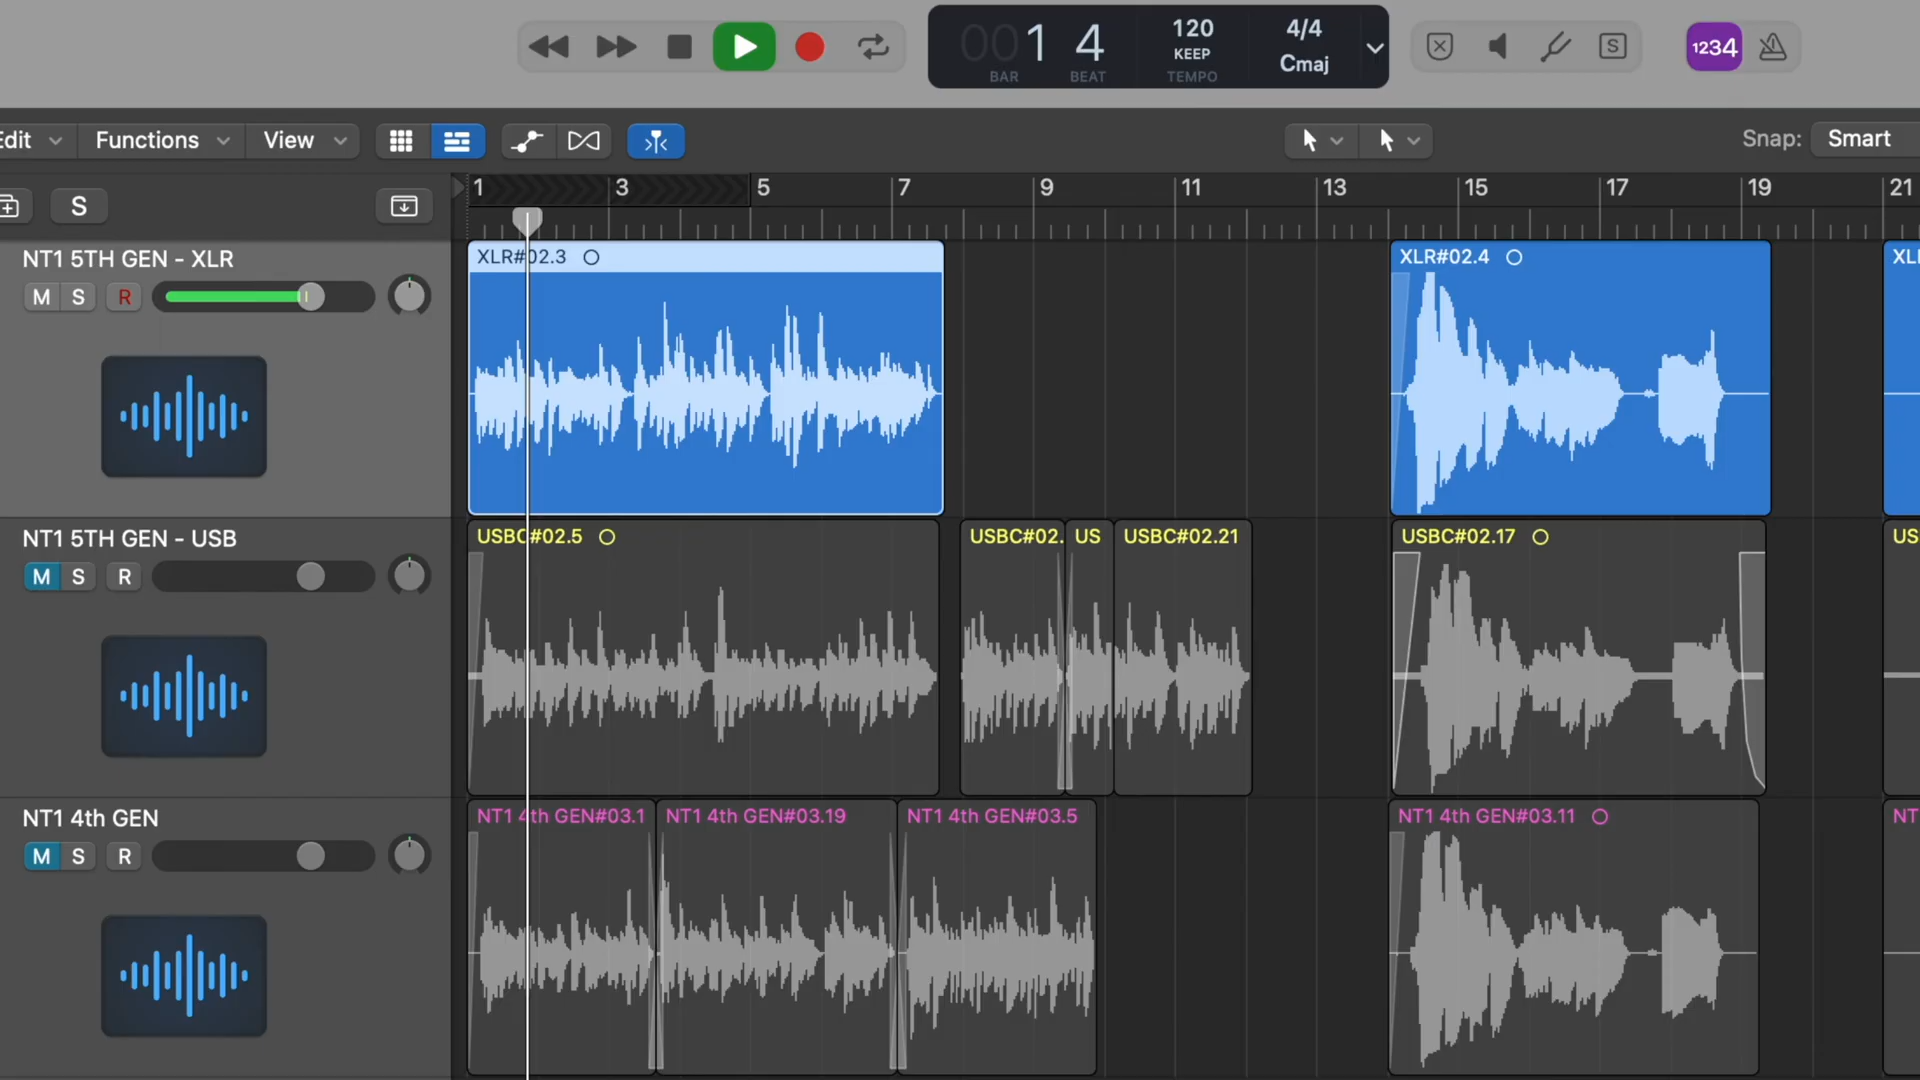 001 4 120 4/4
KEEP
BAR BEAT TEMPO Cmaj
S
1234
Edit Functions View Snap: Smart
S
1 3 5 7 9 11 13 15 17 19 21
NT1 5TH GEN - XLR
M S R
XLR#02.3 XLR#02.4 XLI
NT1 5TH GEN - USB
M S R
USBC#02.5 USBC#02. US USBC#02.21 USBC#02.17 US
NT1 4th GEN
M S R
NT1 4th GEN#03.1 NT1 4th GEN#03.19 NT1 4th GEN#03.5 NT1 4th GEN#03.11 NT